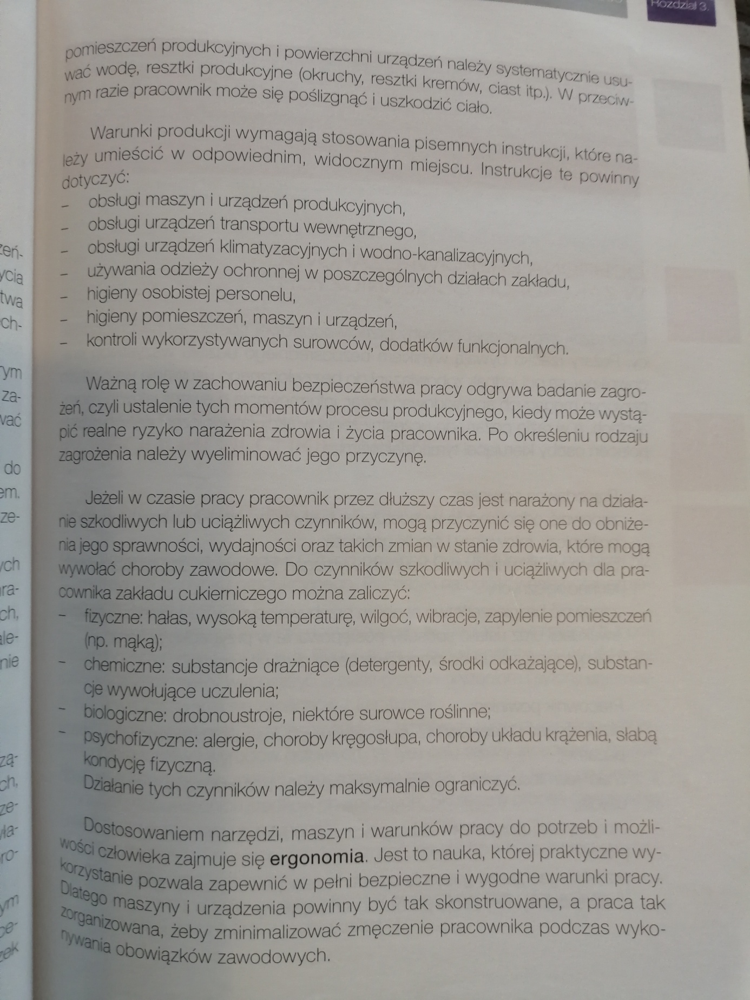 Rozdział 3.
pomieszczeń produkcyjnych i powierzchni urządzeń należy systematycznie usu-
wać wodę, resztki produkcyjne (okruchy, resztki kremów, ciast itp.). W przeciw-
nym razie pracownik może się poślizgnąć i uszkodzić ciało.
Warunki produkcji wymagają stosowania pisemnych instrukcji, które na-
leży umieścić w odpowiednim, widocznym miejscu. Instrukcje te powinny
dotyczyć:
– obsługi maszyn i urządzeń produkcyjnych,
– obsługi urządzeń transportu wewnętrznego,
– obsługi urządzeń klimatyzacyjnych i wodno-kanalizacyjnych,
– używania odzieży ochronnej w poszczególnych działach zakładu,
– higieny osobistej personelu,
– higieny pomieszczeń, maszyn i urządzeń,
– kontroli wykorzystywanych surowców, dodatków funkcjonalnych.
Ważną rolę w zachowaniu bezpieczeństwa pracy odgrywa badanie zagro-
żeń, czyli ustalenie tych momentów procesu produkcyjnego, kiedy może wystą-
pić realne ryzyko narażenia zdrowia i życia pracownika. Po określeniu rodzaju
zagrożenia należy wyeliminować jego przyczynę.
Jeżeli w czasie pracy pracownik przez dłuższy czas jest narażony na działa-
nie szkodliwych lub uciążliwych czynników, mogą przyczynić się one do obniże-
nia jego sprawności, wydajności oraz takich zmian w stanie zdrowia, które mogą
wywołać choroby zawodowe. Do czynników szkodliwych i uciążliwych dla pra-
cownika zakładu cukierniczego można zaliczyć:
– fizyczne: hałas, wysoką temperaturę, wilgoć, wibracje, zapylenie pomieszczeń
(np. mąką);
– chemiczne: substancje drażniące (detergenty, środki odkażające), substan-
cje wywołujące uczulenia;
– biologiczne: drobnoustroje, niektóre surowce roślinne;
– psychofizyczne: alergie, choroby kręgosłupa, choroby układu krążenia, słabą
kondycję fizyczną.
Działanie tych czynników należy maksymalnie ograniczyć.
Dostosowaniem narzędzi, maszyn i warunków pracy do potrzeb i możli-
wości człowieka zajmuje się ergonomia. Jest to nauka, której praktyczne wy-
korzystanie pozwala zapewnić w pełni bezpieczne i wygodne warunki pracy.
Dlatego maszyny i urządzenia powinny być tak skonstruowane, a praca tak
zorganizowana, żeby zminimalizować zmęczenie pracownika podczas wyko-
nywania obowiązków zawodowych.